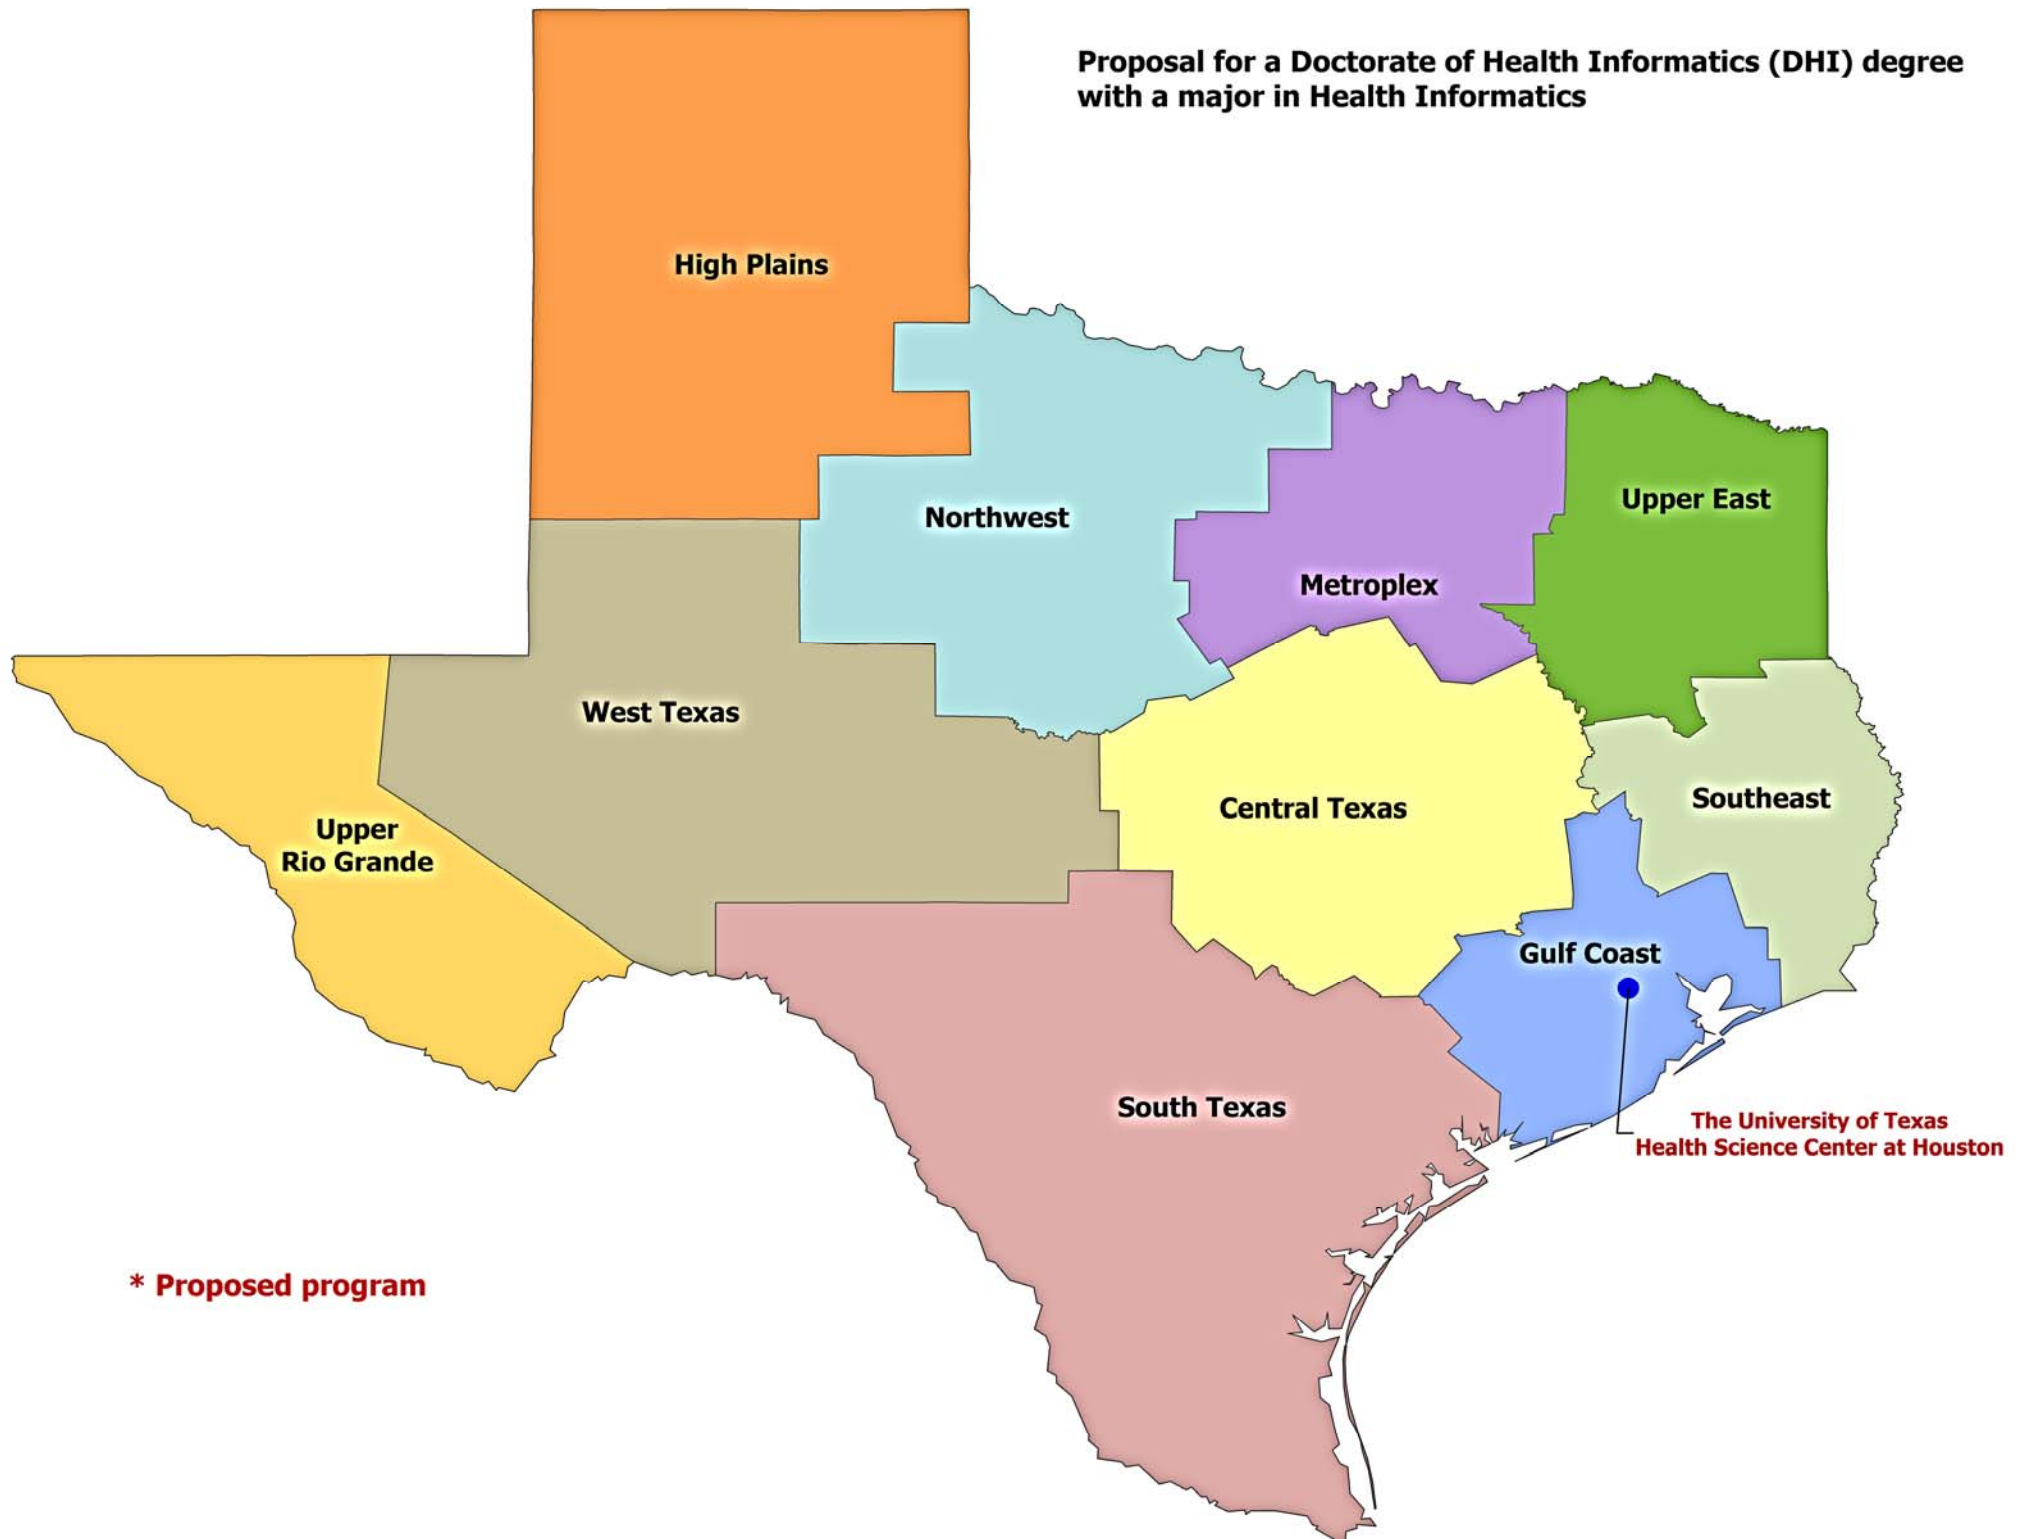 Proposal for a Doctorate of Health Informatics (DHI) degree
with a major in Health Informatics
High Plains
Northwest
Upper East
Metroplex
West Texas
Central Texas
Southeast
Upper
Rio Grande
Gulf Coast
South Texas
The University of Texas
Health Science Center at Houston
* Proposed program